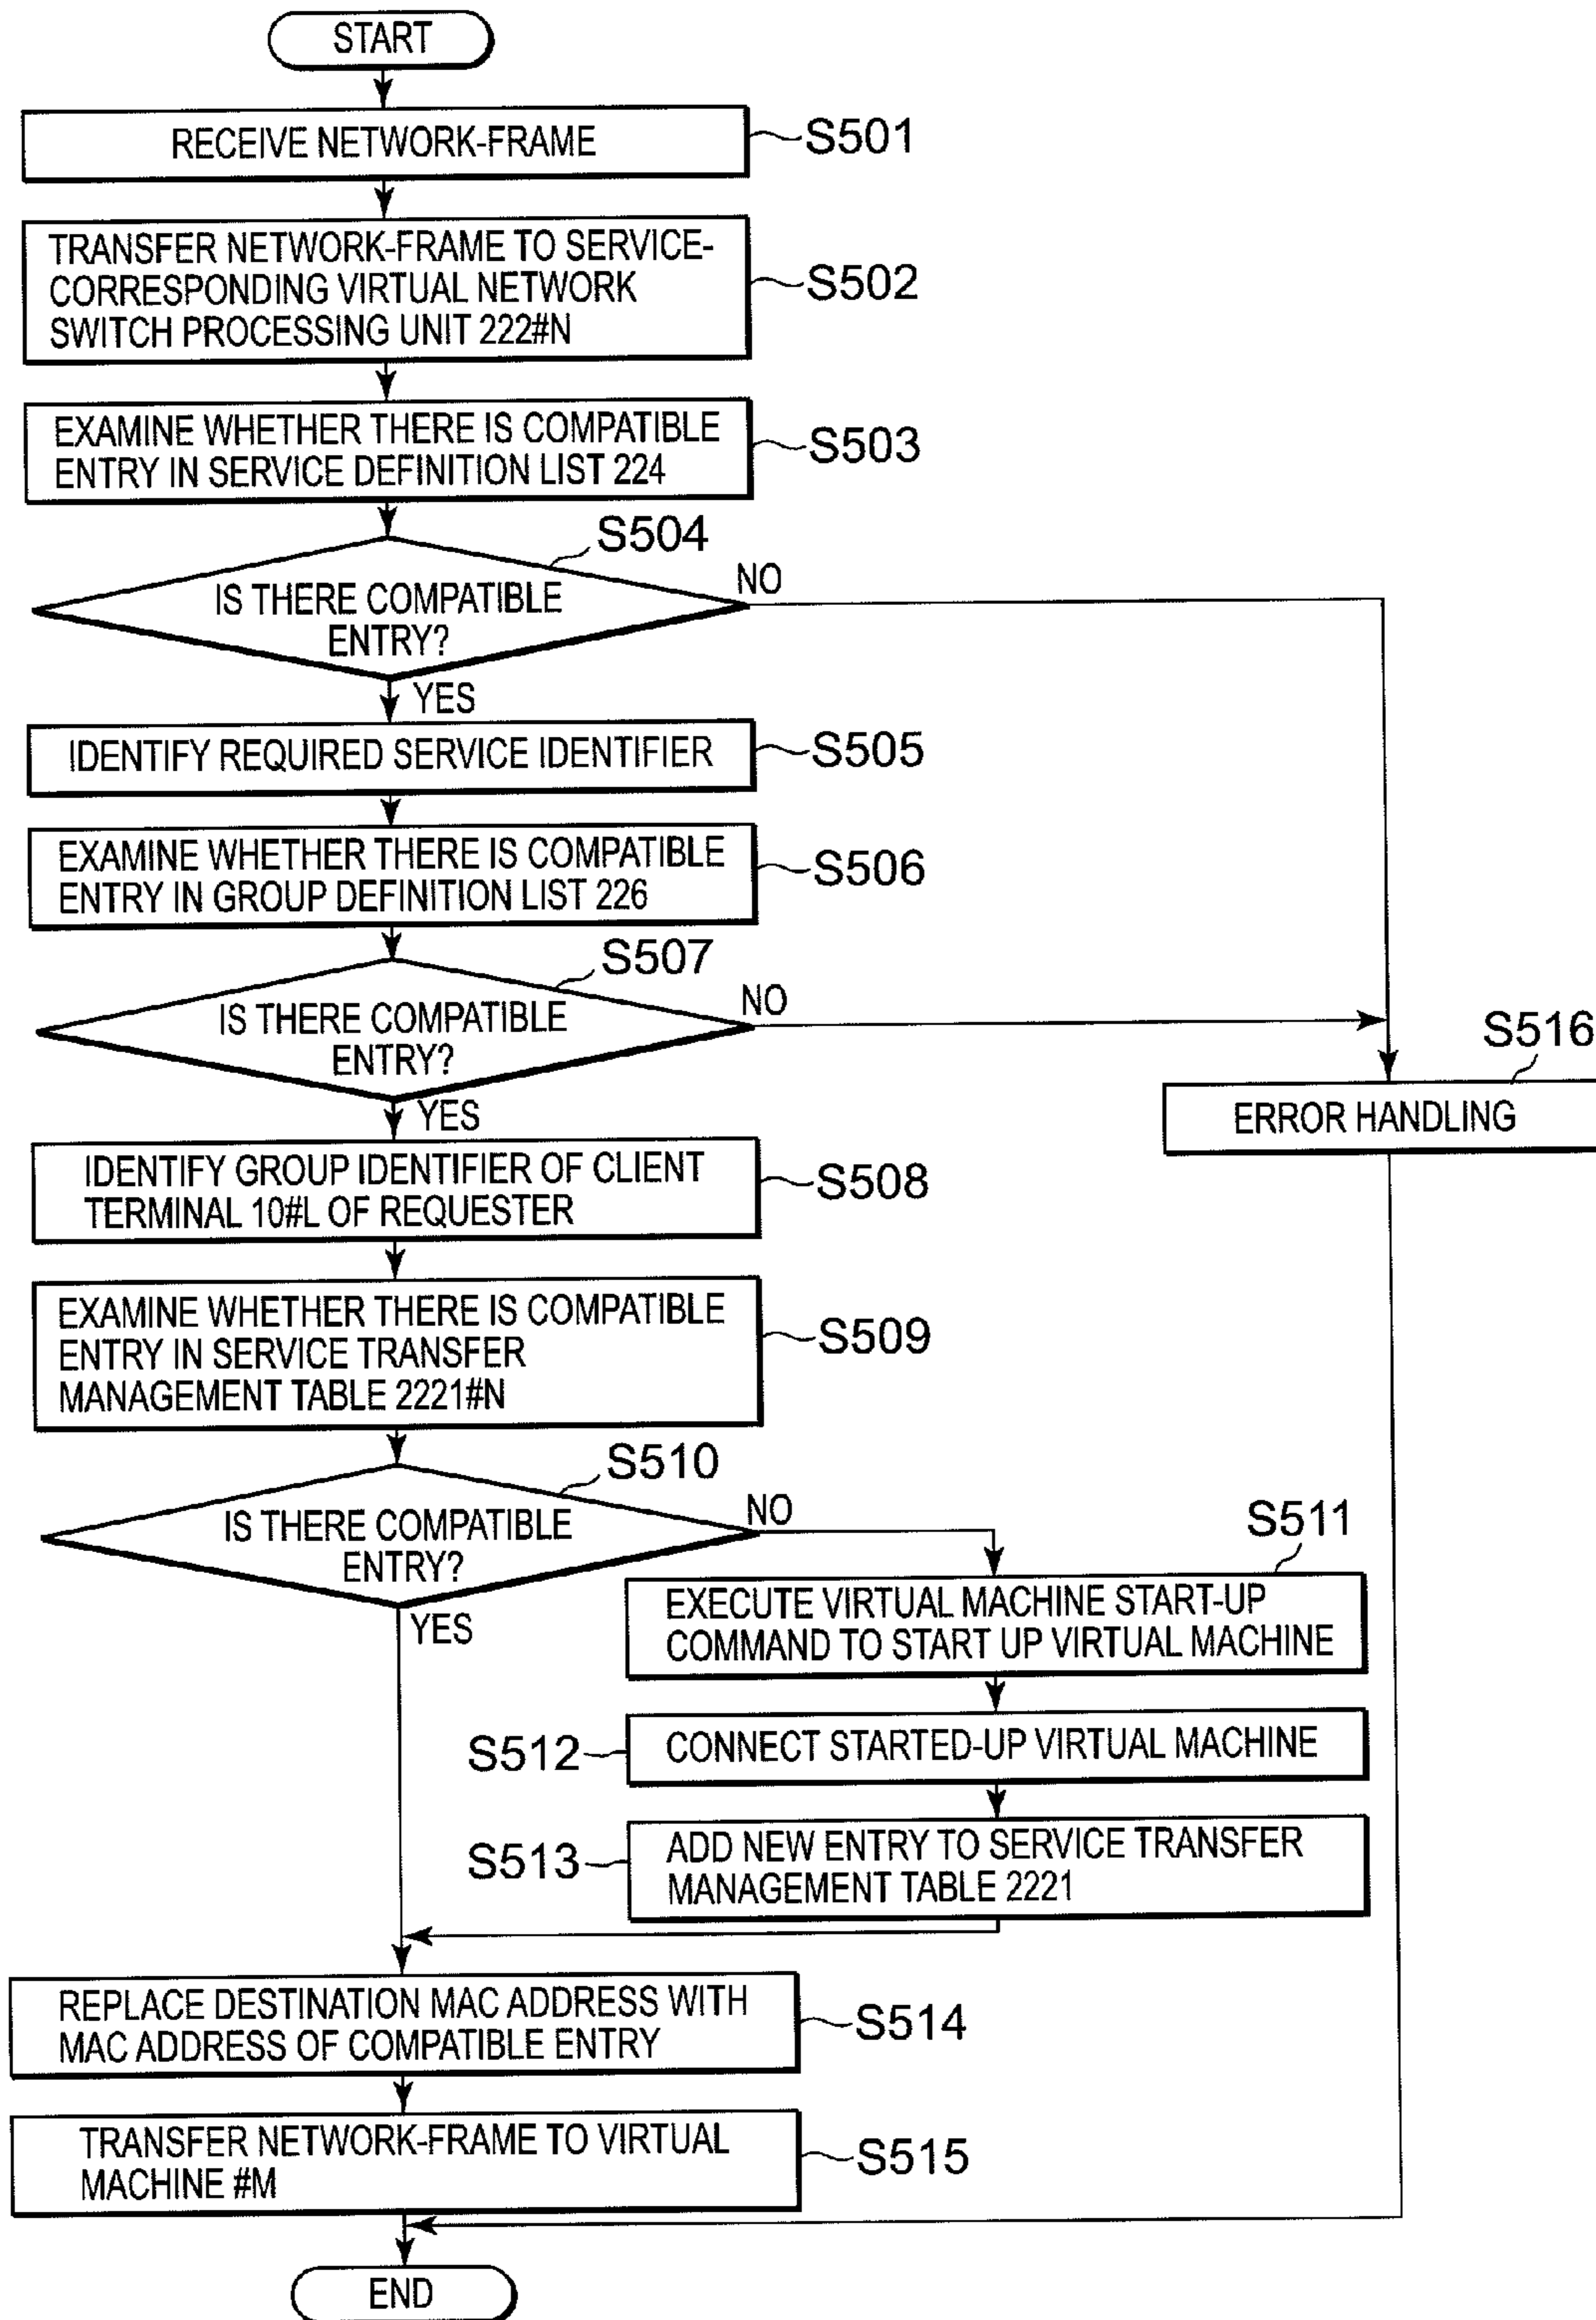 START
RECEIVE NETWORK-FRAME
S501
TRANSFER NETWORK-FRAME TO SERVICE-
CORRESPONDING VIRTUAL NETWORK
SWITCH PROCESSING UNIT 222#N
S502
EXAMINE WHETHER THERE IS COMPATIBLE
ENTRY IN SERVICE DEFINITION LIST 224
S503
S504
IS THERE COMPATIBLE
ENTRY?
NO
YES
IDENTIFY REQUIRED SERVICE IDENTIFIER
S505
EXAMINE WHETHER THERE IS COMPATIBLE
ENTRY IN GROUP DEFINITION LIST 226
S506
S507
IS THERE COMPATIBLE
ENTRY?
NO
YES
S516
ERROR HANDLING
IDENTIFY GROUP IDENTIFIER OF CLIENT
TERMINAL 10#L OF REQUESTER
S508
EXAMINE WHETHER THERE IS COMPATIBLE
ENTRY IN SERVICE TRANSFER
MANAGEMENT TABLE 2221#N
S509
S510
IS THERE COMPATIBLE
ENTRY?
NO
YES
S511
EXECUTE VIRTUAL MACHINE START-UP
COMMAND TO START UP VIRTUAL MACHINE
S512
CONNECT STARTED-UP VIRTUAL MACHINE
S513
ADD NEW ENTRY TO SERVICE TRANSFER
MANAGEMENT TABLE 2221
REPLACE DESTINATION MAC ADDRESS WITH
MAC ADDRESS OF COMPATIBLE ENTRY
S514
TRANSFER NETWORK-FRAME TO VIRTUAL
MACHINE #M
S515
END